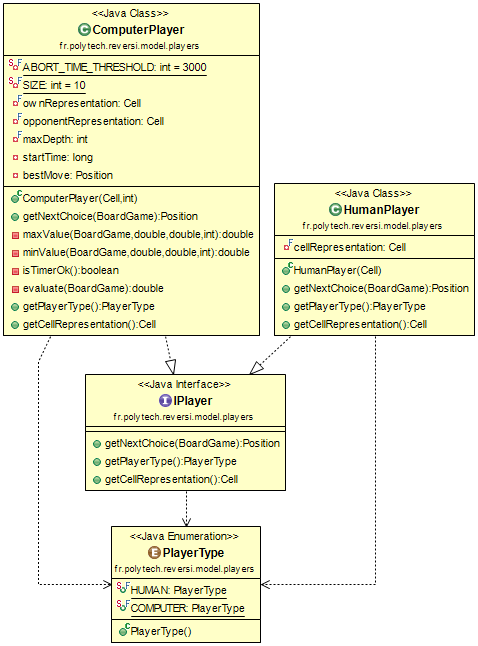 <<Java Class>>
ComputerPlayer
fr.polytech.reversi.model.players
ABORT_TIME_THRESHOLD: int = 3000
SIZE: int = 10
ownRepresentation: Cell
opponentRepresentation: Cell
maxDepth: int
startTime: long
bestMove: Position
ComputerPlayer(Cell,int)
getNextChoice(BoardGame):Position
maxValue(BoardGame,double,double,int):double
minValue(BoardGame,double,double,int):double
isTimerOk():boolean
evaluate(BoardGame):double
getPlayerType():PlayerType
getCellRepresentation():Cell
<<Java Class>>
HumanPlayer
fr.polytech.reversi.model.players
cellRepresentation: Cell
HumanPlayer(Cell)
getNextChoice(BoardGame):Position
getPlayerType():PlayerType
getCellRepresentation():Cell
<<Java Interface>>
IPlayer
fr.polytech.reversi.model.players
getNextChoice(BoardGame):Position
getPlayerType():PlayerType
getCellRepresentation():Cell
<<Java Enumeration>>
PlayerType
fr.polytech.reversi.model.players
HUMAN: PlayerType
COMPUTER: PlayerType
PlayerType()